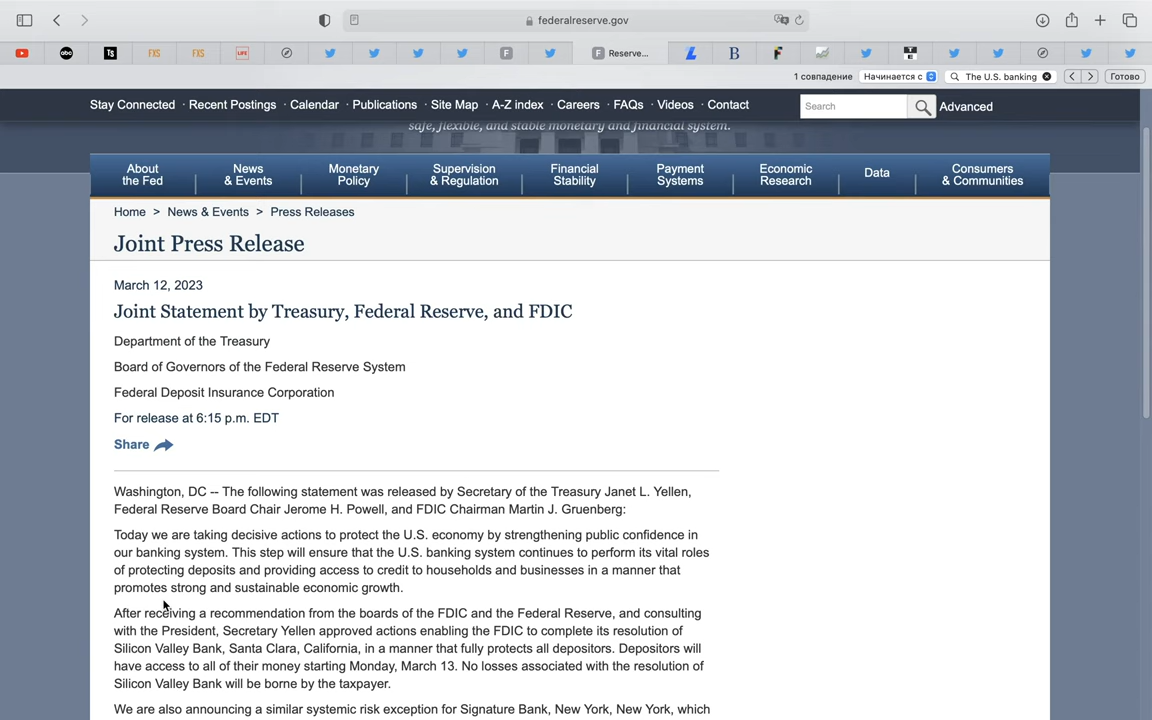 federalreserve.gov
abc
TS
FXS
FXS
LIFE
F
F Reserve...
B
1 совпадение Начинается с The U.S. banking Готово
Stay Connected · Recent Postings · Calendar · Publications · Site Map · A-Z index · Careers · FAQs · Videos · Contact
Search
Advanced
safe, flexible, and stable monetary and financial system.
About the Fed
News & Events
Monetary Policy
Supervision & Regulation
Financial Stability
Payment Systems
Economic Research
Data
Consumers & Communities
Home > News & Events > Press Releases
Joint Press Release
March 12, 2023
Joint Statement by Treasury, Federal Reserve, and FDIC
Department of the Treasury
Board of Governors of the Federal Reserve System
Federal Deposit Insurance Corporation
For release at 6:15 p.m. EDT
Share
Washington, DC -- The following statement was released by Secretary of the Treasury Janet L. Yellen,
Federal Reserve Board Chair Jerome H. Powell, and FDIC Chairman Martin J. Gruenberg:
Today we are taking decisive actions to protect the U.S. economy by strengthening public confidence in
our banking system. This step will ensure that the U.S. banking system continues to perform its vital roles
of protecting deposits and providing access to credit to households and businesses in a manner that
promotes strong and sustainable economic growth.
After receiving a recommendation from the boards of the FDIC and the Federal Reserve, and consulting
with the President, Secretary Yellen approved actions enabling the FDIC to complete its resolution of
Silicon Valley Bank, Santa Clara, California, in a manner that fully protects all depositors. Depositors will
have access to all of their money starting Monday, March 13. No losses associated with the resolution of
Silicon Valley Bank will be borne by the taxpayer.
We are also announcing a similar systemic risk exception for Signature Bank, New York, New York, which